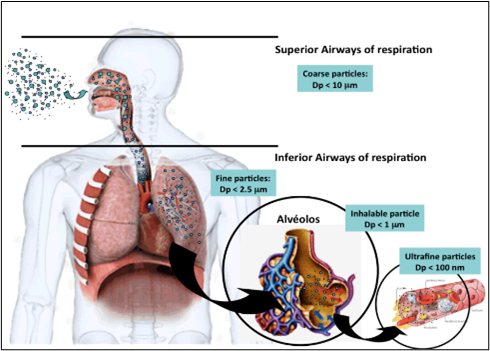 Superior Airways of respiration
Coarse particles:
Dp < 10 µm
Inferior Airways of respiration
Fine particles:
Dp < 2.5 µm
Alvéolos
Inhalable particle
Dp < 1 µm
Ultrafine particles
Dp < 100 nm